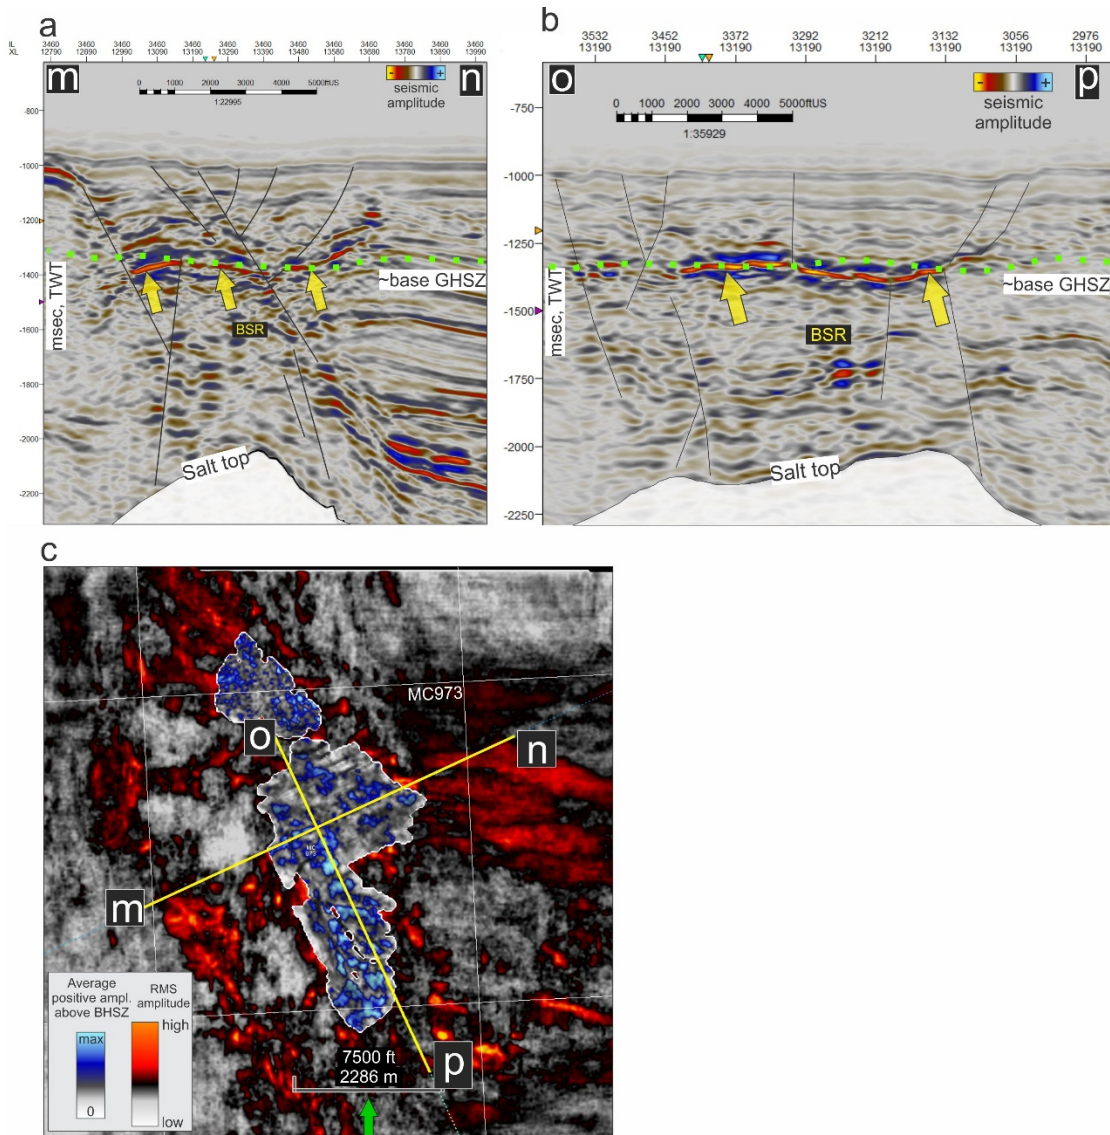 a
IL 3460 3460 3460 3460 3460 3460 3460 3460 3460 3460
XL 12790 12890 12990 13090 13190 13290 13390 13480 13580 13780 13990
m
n
0 1000 2000 3000 4000 5000ftUS
1:22995
- +
seismic
amplitude
-800
-1000
-1200
-1400
-1600
-1800
-2000
-2200
msec, TWT
~base GHSZ
BSR
Salt top
b
3532 3452 3372 3292 3212 3132 3056 2976
13190 13190 13190 13190 13190 13190 13190 13190
o
p
0 1000 2000 3000 4000 5000ftUS
1:35929
- +
seismic
amplitude
-750
-1000
-1250
-1500
-1750
-2000
-2250
msec, TWT
~base GHSZ
BSR
Salt top
c
MC973
o
n
MC
973
m
p
Average
positive ampl.
above BHSZ
max
0
RMS
amplitude
high
low
7500 ft
2286 m